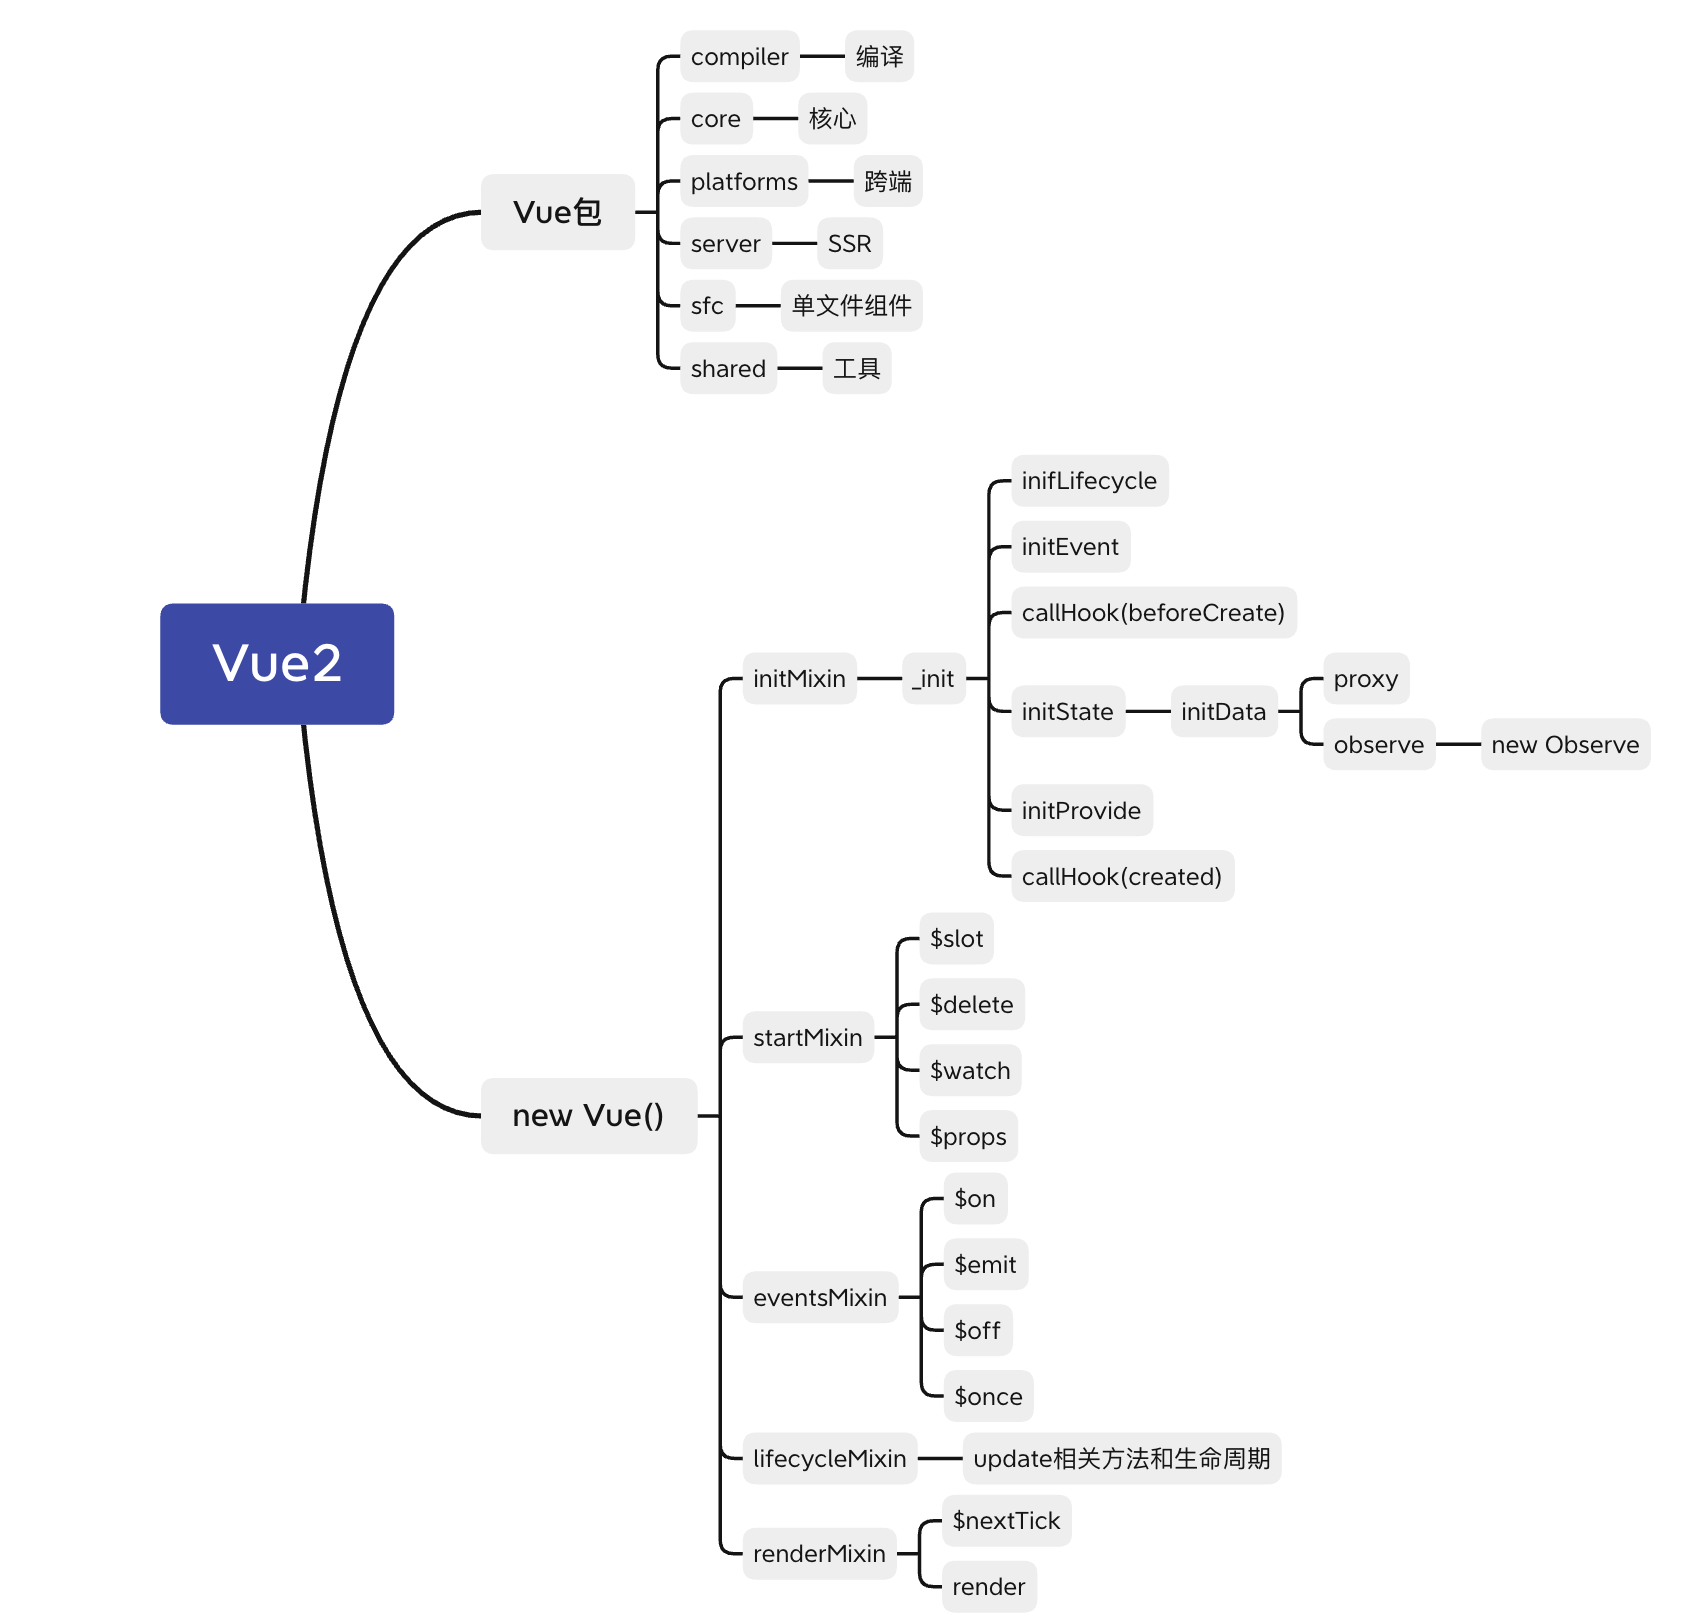 Vue2
Vue包
compiler
编译
core
核心
platforms
跨端
server
SSR
sfc
单文件组件
shared
工具
new Vue()
initMixin
_init
inifLifecycle
initEvent
callHook(beforeCreate)
initState
initData
proxy
observe
new Observe
initProvide
callHook(created)
startMixin
$slot
$delete
$watch
$props
eventsMixin
$on
$emit
$off
$once
lifecycleMixin
update相关方法和生命周期
renderMixin
$nextTick
render